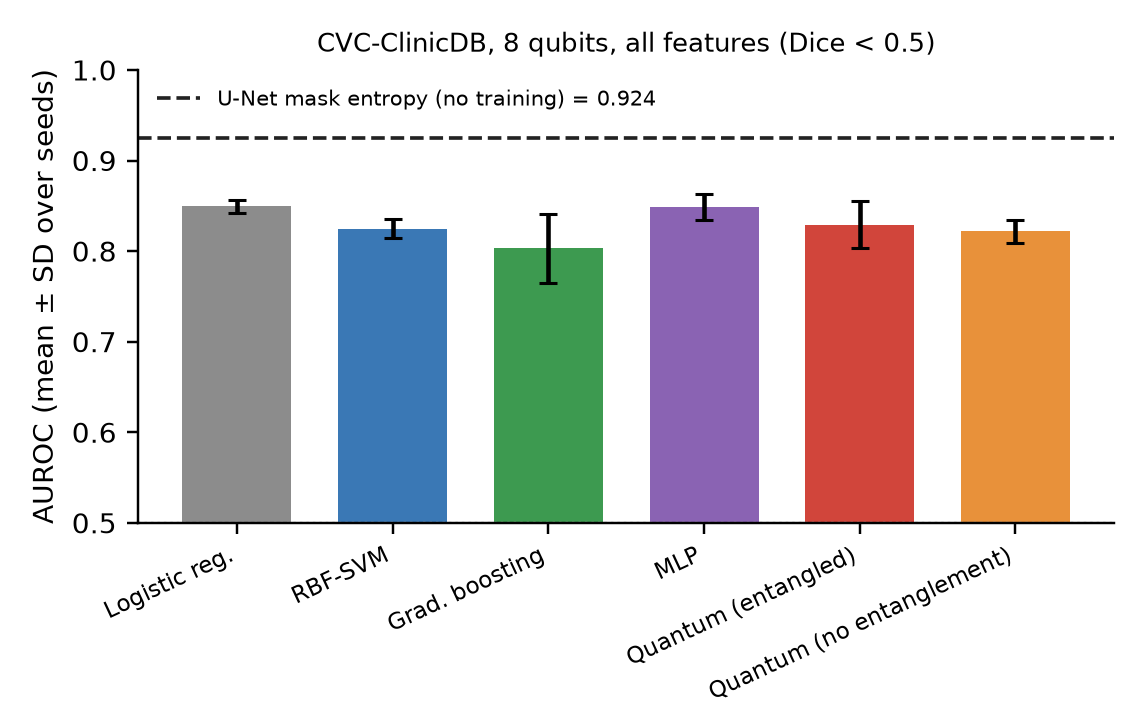 CVC-ClinicDB, 8 qubits, all features (Dice < 0.5)
U-Net mask entropy (no training) = 0.924
AUROC (mean ± SD over seeds)
1.0
0.9
0.8
0.7
0.6
0.5
Logistic reg.
RBF-SVM
Grad. boosting
MLP
Quantum (entangled)
Quantum (no entanglement)